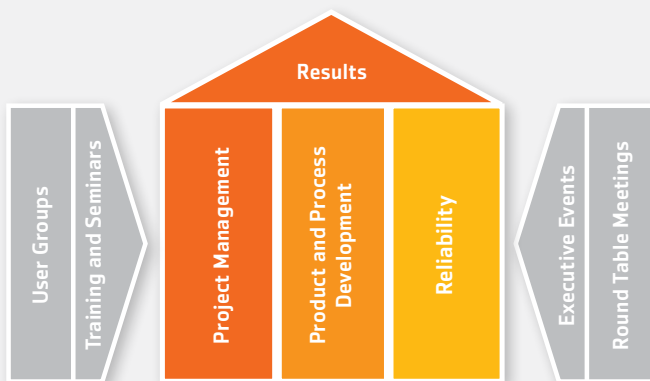 Results
User Groups
Training and Seminars
Project Management
Product and Process
Development
Reliability
Executive Events
Round Table Meetings